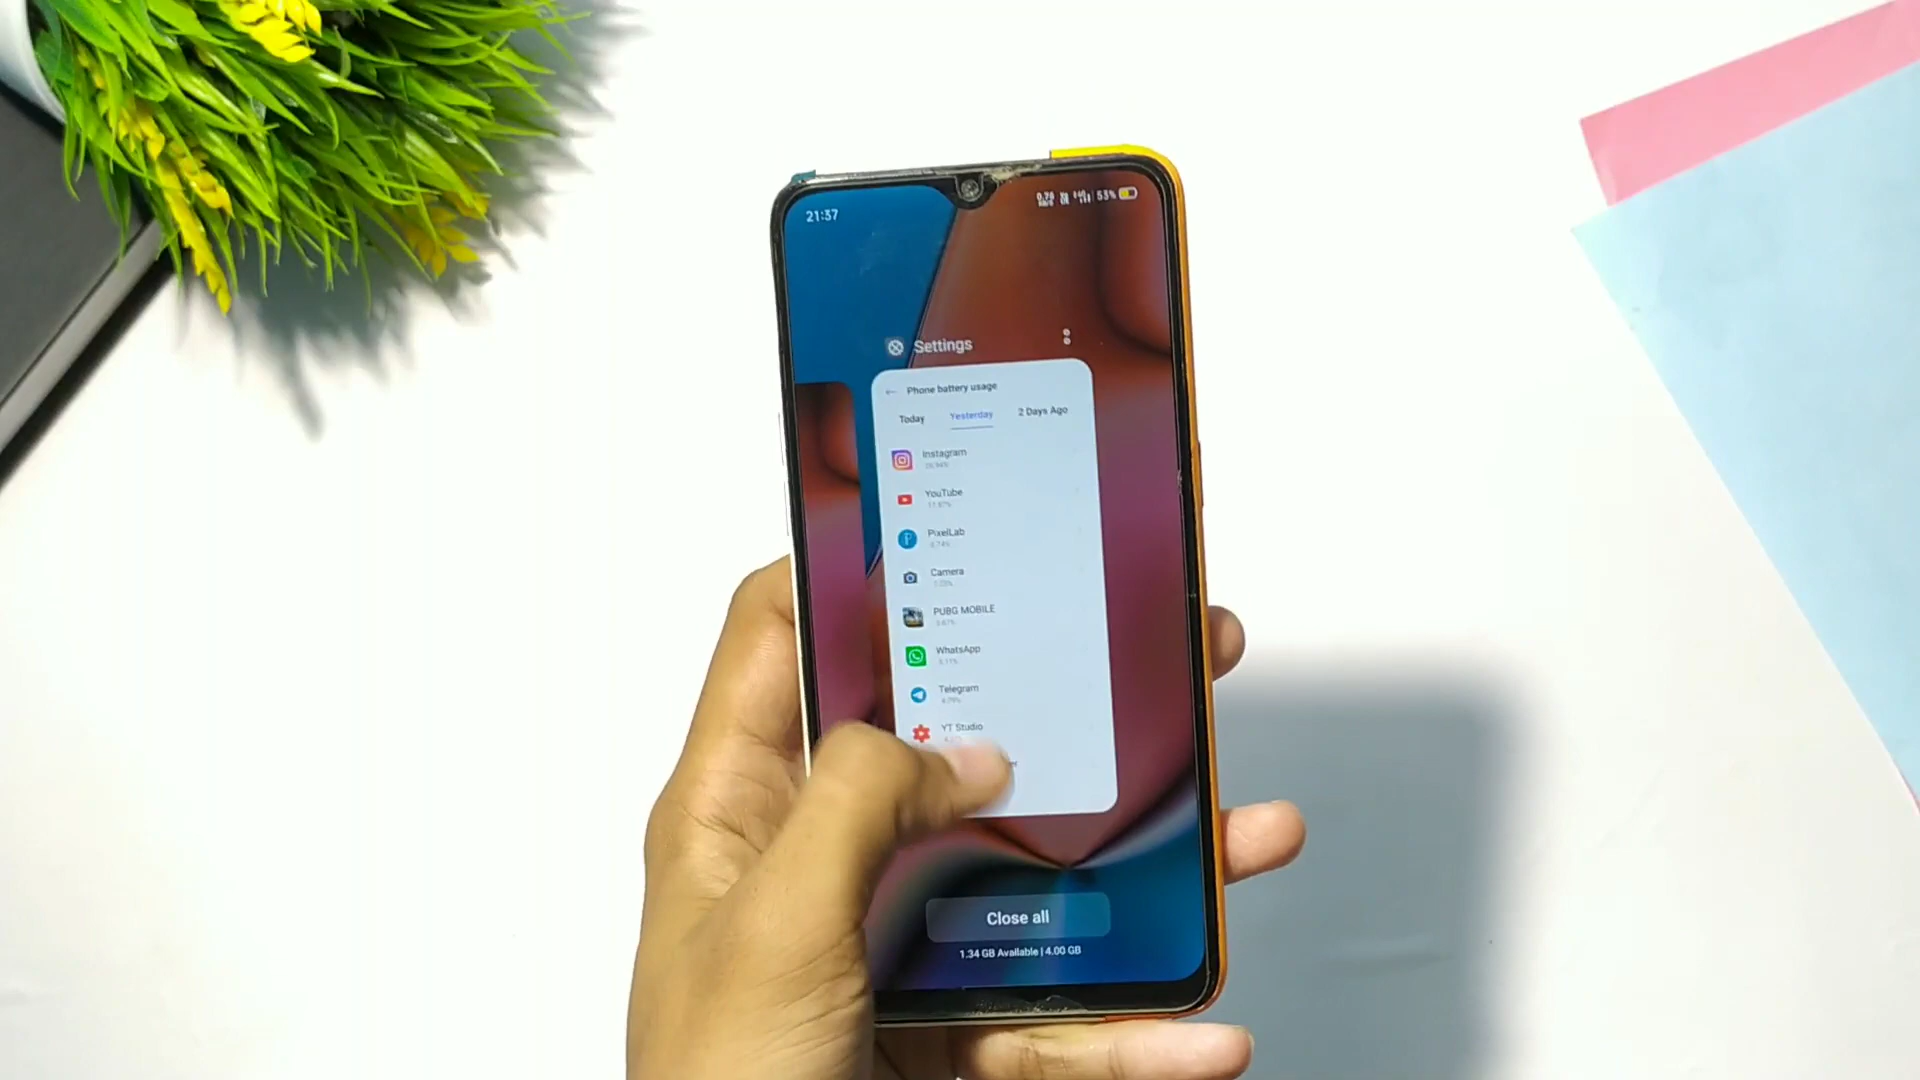 21:37
53%
Settings
Phone battery usage
Today Yesterday 2 Days Ago
Instagram
YouTube
PixelLab
Camera
PUBG MOBILE
WhatsApp
Telegram
YT Studio
Close all
1.34 GB Available | 4.00 GB